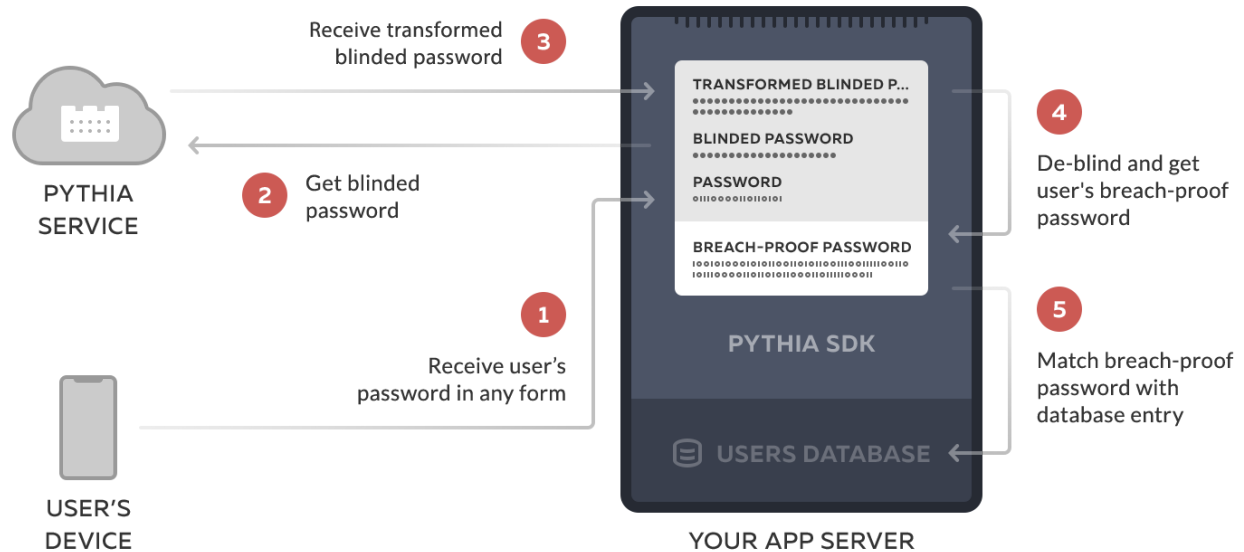 Receive transformed
blinded password
3
TRANSFORMED BLINDED P...
BLINDED PASSWORD
PASSWORD
BREACH-PROOF PASSWORD
4
De-blind and get
user's breach-proof
password
PYTHIA
SERVICE
2
Get blinded
password
1
Receive user’s
password in any form
PYTHIA SDK
5
Match breach-proof
password with
database entry
USERS DATABASE
USER’S
DEVICE
YOUR APP SERVER